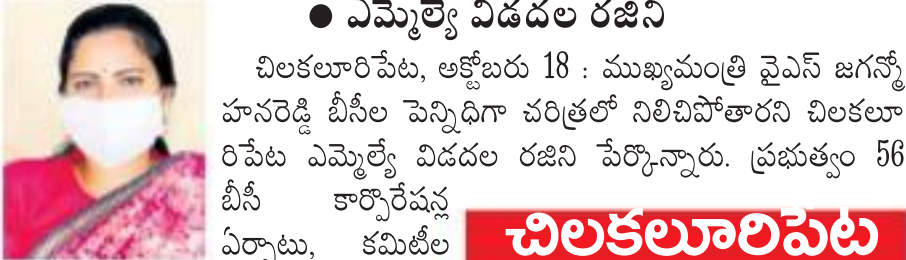 ● ఎమ్మెల్యే విడదల రజిని
చిలకలూరిపేట, అక్టోబరు 18 : ముఖ్యమంత్రి వైఎస్ జగన్మో
హనరెడ్డి బీసీల పెన్నిధిగా చరిత్రలో నిలిచిపోతారని చిలకలూ
రిపేట ఎమ్మెల్యే విడదల రజిని పేర్కొన్నారు. ప్రభుత్వం 56
బీసీ కార్పొరేషన్ల
ఏర్పాటు, కమిటీల
చిలకలూరిపేట